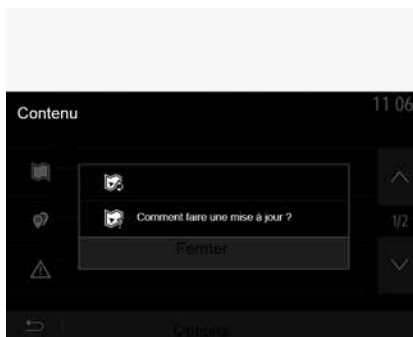 Contenu
11 06
Comment faire une mise à jour ?
1/2
Fermer
Options